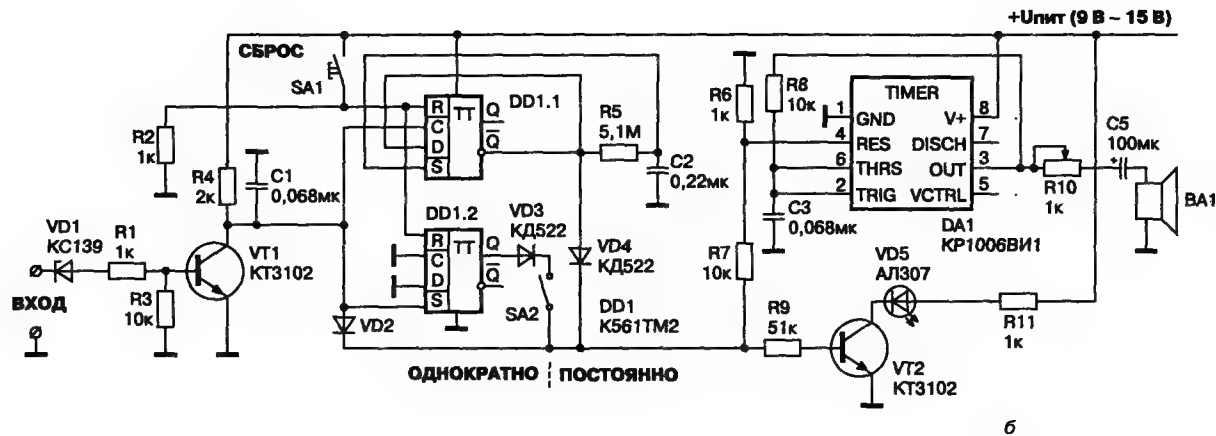 +Uпит (9 В ~ 15 В)
СБРОС
SA1
R2
1к
R4
2к
C1
0,068мк
VD1
КС139
R1
1к
R3
10к
VT1
КТ3102
ВХОД
VD2
R
C
D
S
TT
Q
Q̅
DD1.1
DD1.2
R
C
D
S
TT
Q
Q̅
VD3
КД522
SA2
R5
5,1М
C2
0,22мк
VD4
КД522
DD1
К561ТМ2
ОДНОКРАТНО ¦ ПОСТОЯННО
R6
1к
R8
10к
R7
10к
C3
0,068мк
TIMER
1 GND V+ 8
4 RES DISCH 7
6 THRS OUT 3
2 TRIG VCTRL 5
DA1
КР1006ВИ1
R10
1к
C5
100мк
+
BA1
VD5
АЛ307
R9
51к
R11
1к
VT2
КТ3102
б